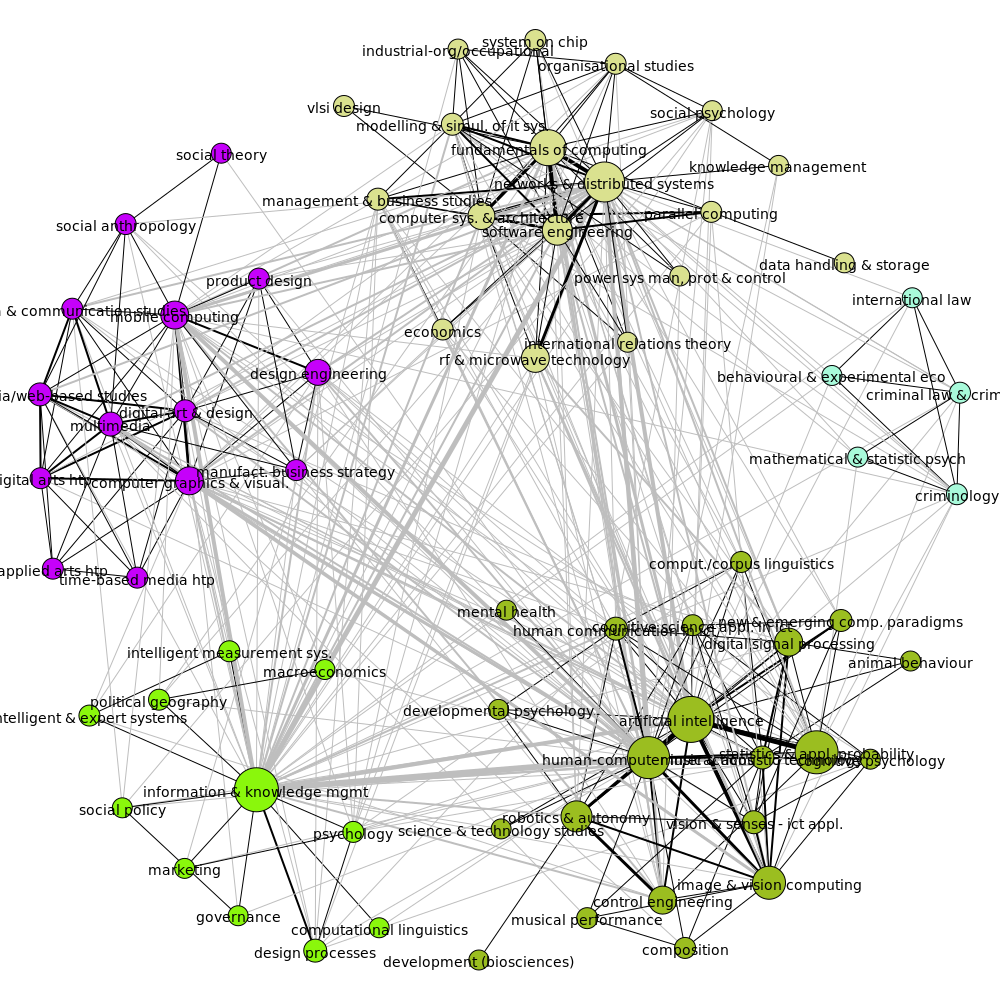 system on chip
industrial-org/occupational
organisational studies
vlsi design
social psychology
modelling & simul. of it sys.
fundamentals of computing
social theory
knowledge management
networks & distributed systems
management & business studies
parallel computing
computer sys. & architecture
social anthropology
software engineering
data handling & storage
product design
power sys man, prot & control
international law
& communication studies
mobile computing
economics
international relations theory
rf & microwave technology
design engineering
behavioural & experimental eco
ia/web-based studies
criminal law & crim
digital art & design
multimedia
mathematical & statistic psych
manufact. business strategy
igital arts htp
computer graphics & visual.
criminology
comput./corpus linguistics
applied arts htp
time-based media htp
mental health
new & emerging comp. paradigms
cognitive science appl. in ict
human communication in ict
digital signal processing
intelligent measurement sys.
animal behaviour
macroeconomics
political geography
developmental psychology
ntelligent & expert systems
artificial intelligence
statistics & appl. probability
human-computer
cognitive psychology
information & knowledge mgmt
social policy
robotics & autonomy
vision & senses - ict appl.
science & technology studies
psychology
marketing
image & vision computing
control engineering
governance
musical performance
computational linguistics
design processes
composition
development (biosciences)